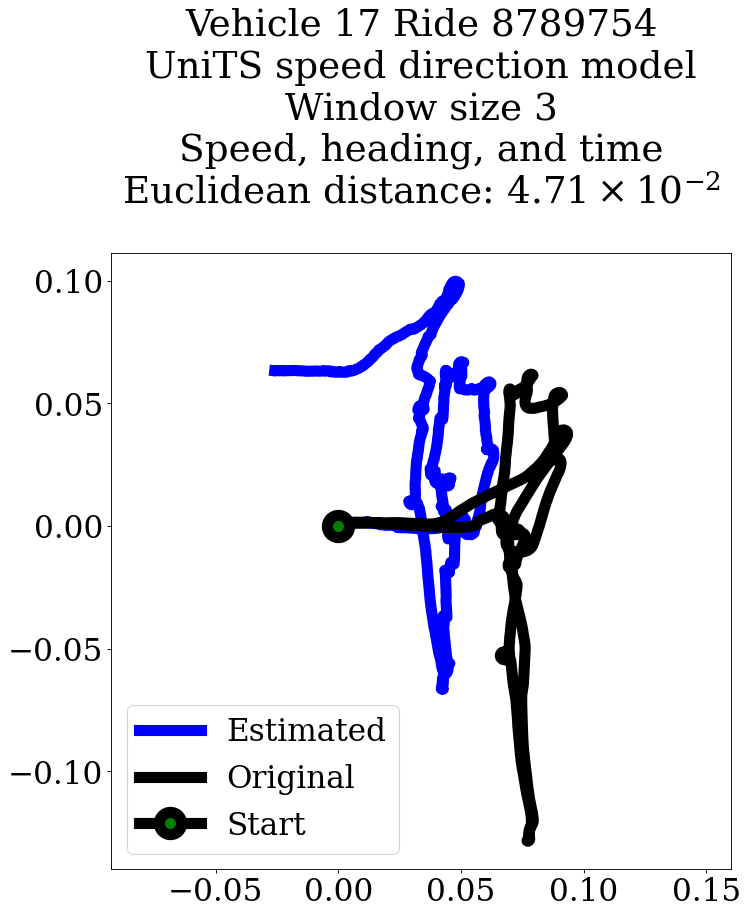 Vehicle 17 Ride 8789754
UniTS speed direction model
Window size 3
Speed, heading, and time
Euclidean distance: 4.71 × 10⁻²
0.10
0.05
0.00
−0.05
−0.10
Estimated
Original
Start
−0.05 0.00 0.05 0.10 0.15